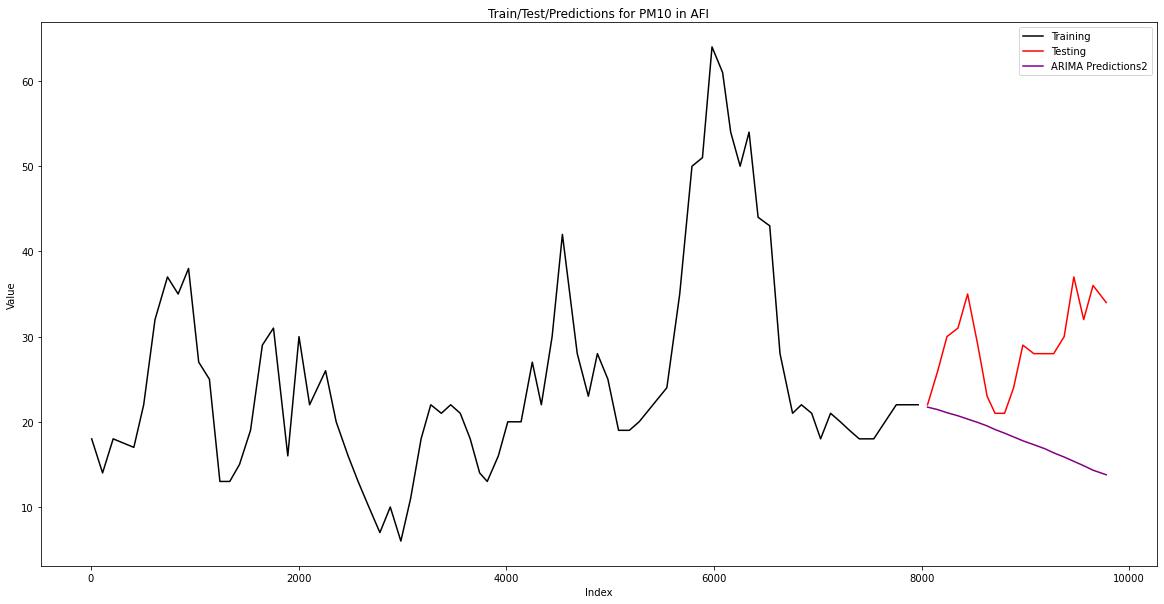 Train/Test/Predictions for PM10 in AFI
Training
Testing
ARIMA Predictions2
60
50
40
30
20
10
Value
0
2000
4000
6000
8000
10000
Index